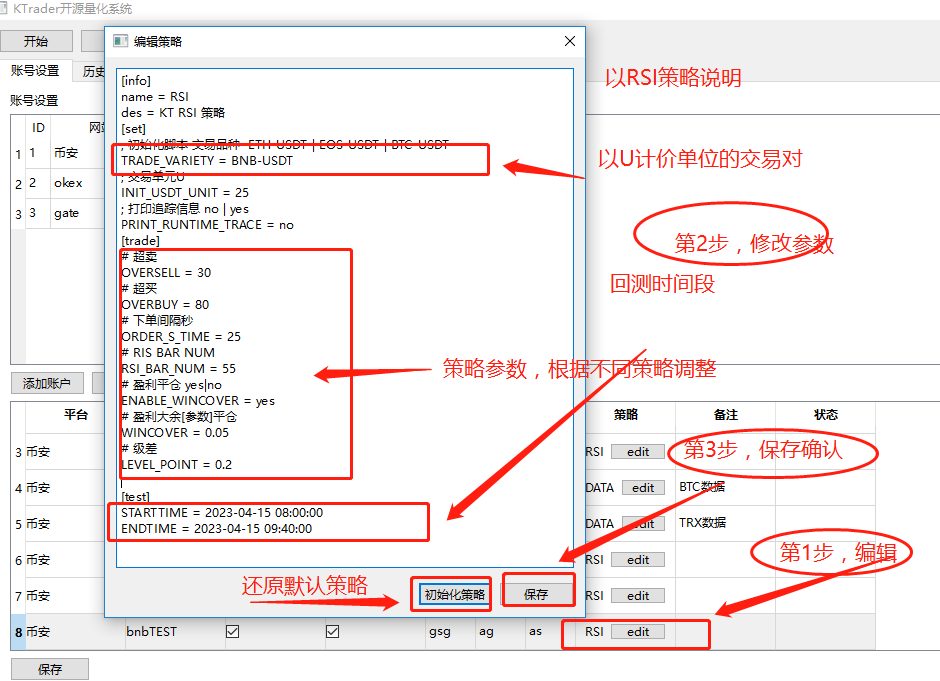 KTrader开源量化系统
开始
编辑策略
账号设置
历史
账号设置
ID
网站
1 1 币安
2 2 okex
3 3 gate
[info]
name = RSI
des = KT RSI 策略
[set]
; 初始化脚本 交易品种 ETH-USDT | EOS-USDT | BTC-USDT
TRADE_VARIETY = BNB-USDT
; 交易单元U
INIT_USDT_UNIT = 25
; 打印追踪信息 no | yes
PRINT_RUNTIME_TRACE = no
[trade]
# 超卖
OVERSELL = 30
# 超买
OVERBUY = 80
# 下单间隔秒
ORDER_S_TIME = 25
# RIS BAR NUM
RSI_BAR_NUM = 55
# 盈利平仓 yes|no
ENABLE_WINCOVER = yes
# 盈利大余[参数]平仓
WINCOVER = 0.05
# 级差
LEVEL_POINT = 0.2
[test]
STARTTIME = 2023-04-15 08:00:00
ENDTIME = 2023-04-15 09:40:00
还原默认策略
初始化策略
保存
以RSI策略说明
以U计价单位的交易对
第2步，修改参数
回测时间段
策略参数，根据不同策略调整
添加账户
平台
策略
备注
状态
3 币安
RSI edit
第3步，保存确认
4 币安
DATA edit BTC数据
5 币安
DATA edit TRX数据
6 币安
RSI edit
第1步，编辑
7 币安
RSI edit
8 币安 bnbTEST gsg ag as RSI edit
保存